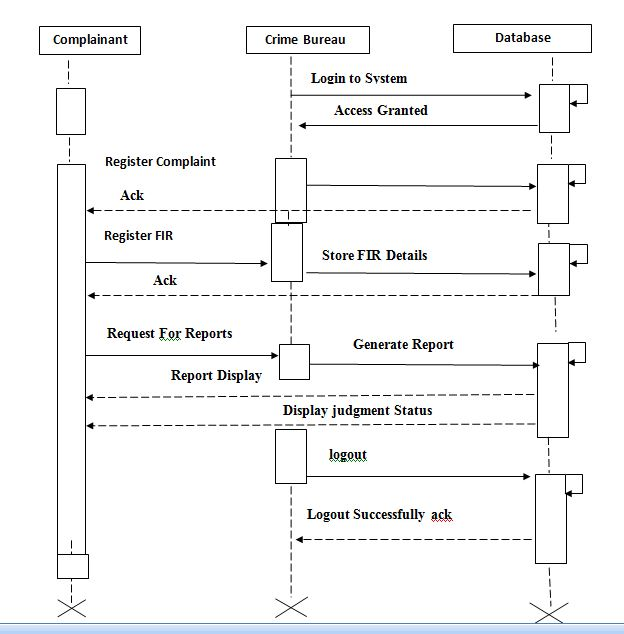 Complainant
Crime Bureau
Database
Login to System
Access Granted
Register Complaint
Ack
Register FIR
Store FIR Details
Ack
Request For Reports
Generate Report
Report Display
Display judgment Status
logout
Logout Successfully ack